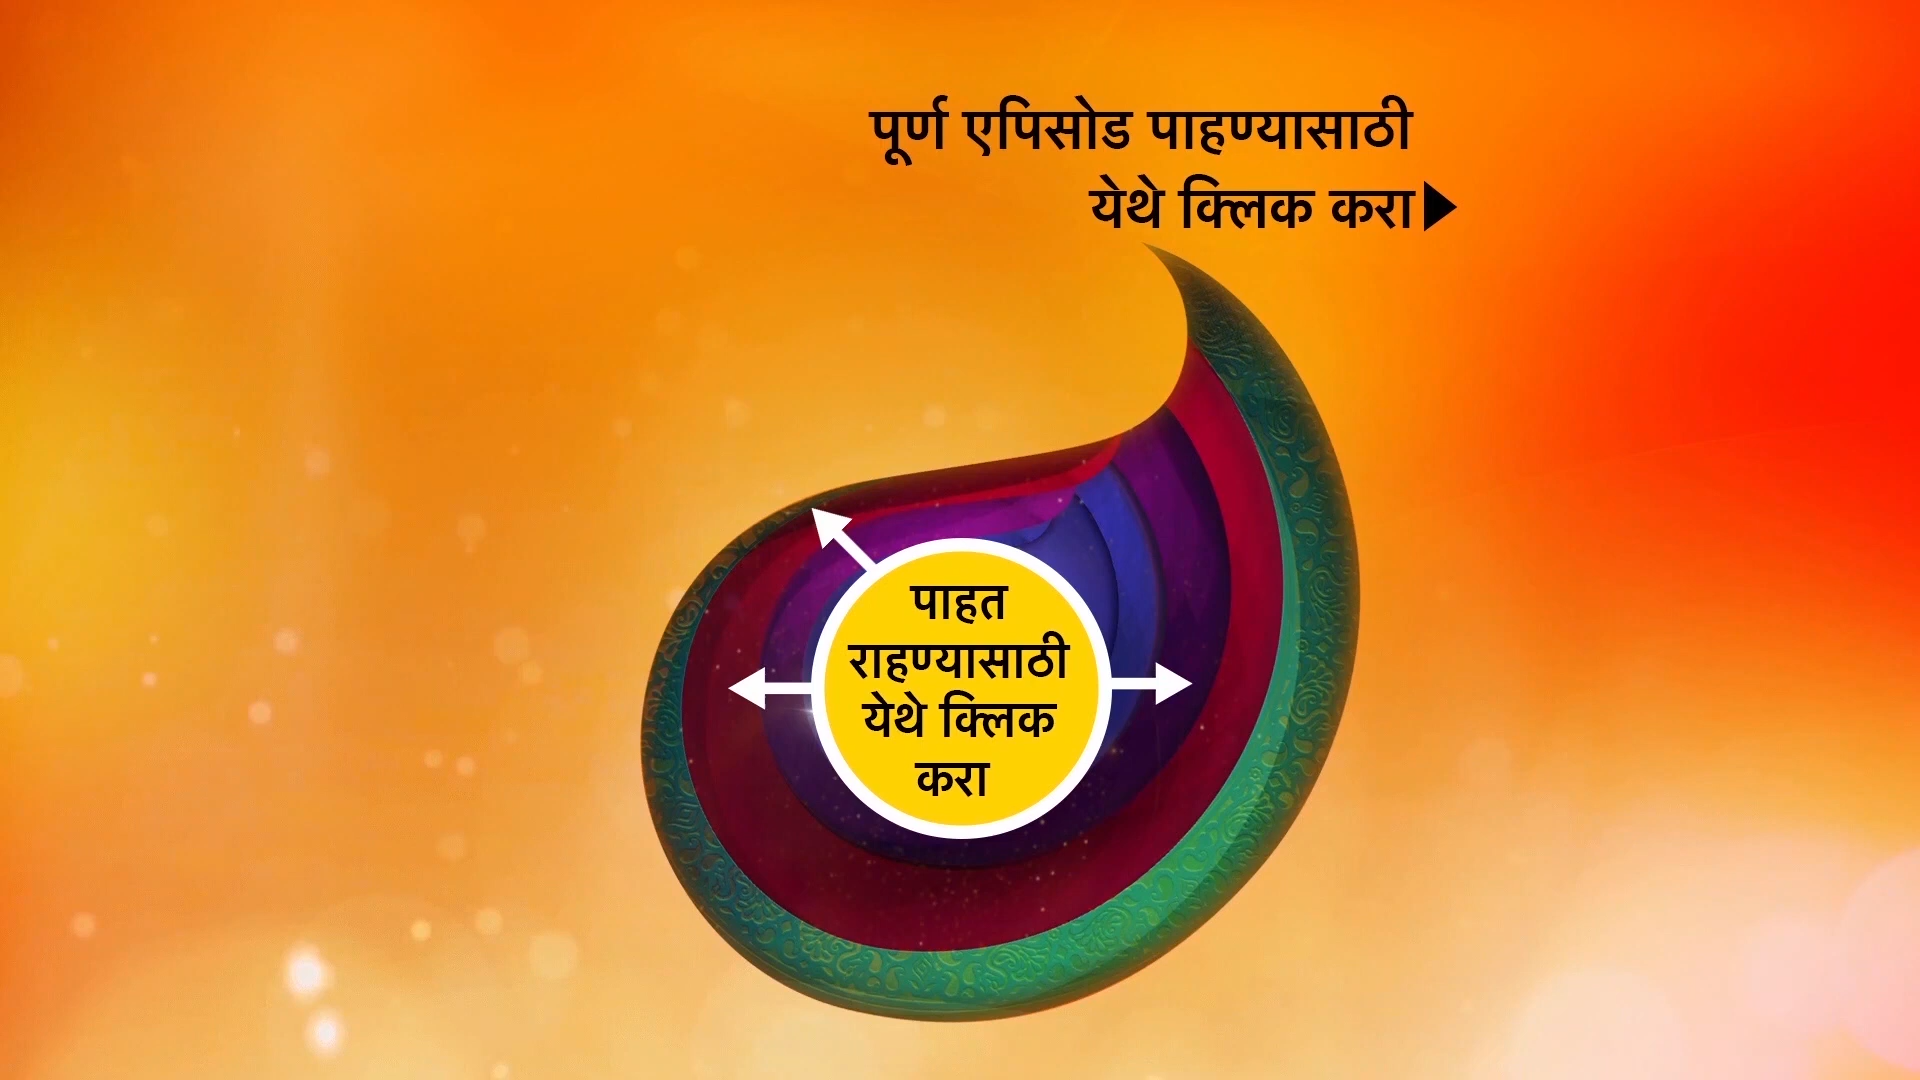 पूर्ण एपिसोड पाहण्यासाठी
येथे क्लिक करा
पाहत
राहण्यासाठी
येथे क्लिक
करा